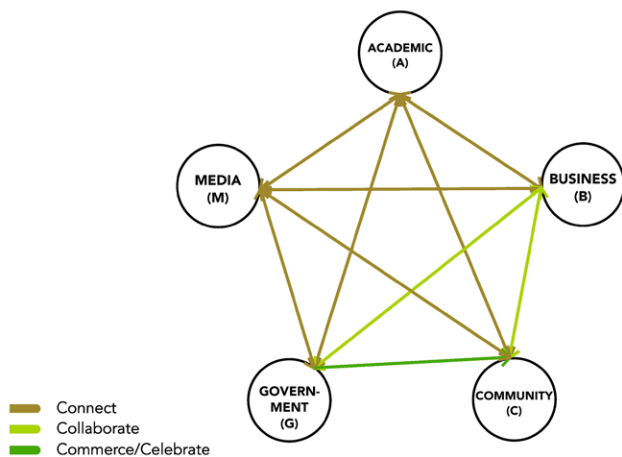 ACADEMIC
(A)
MEDIA
(M)
BUSINESS
(B)
GOVERN-
MENT
(G)
COMMUNITY
(C)
Connect
Collaborate
Commerce/Celebrate